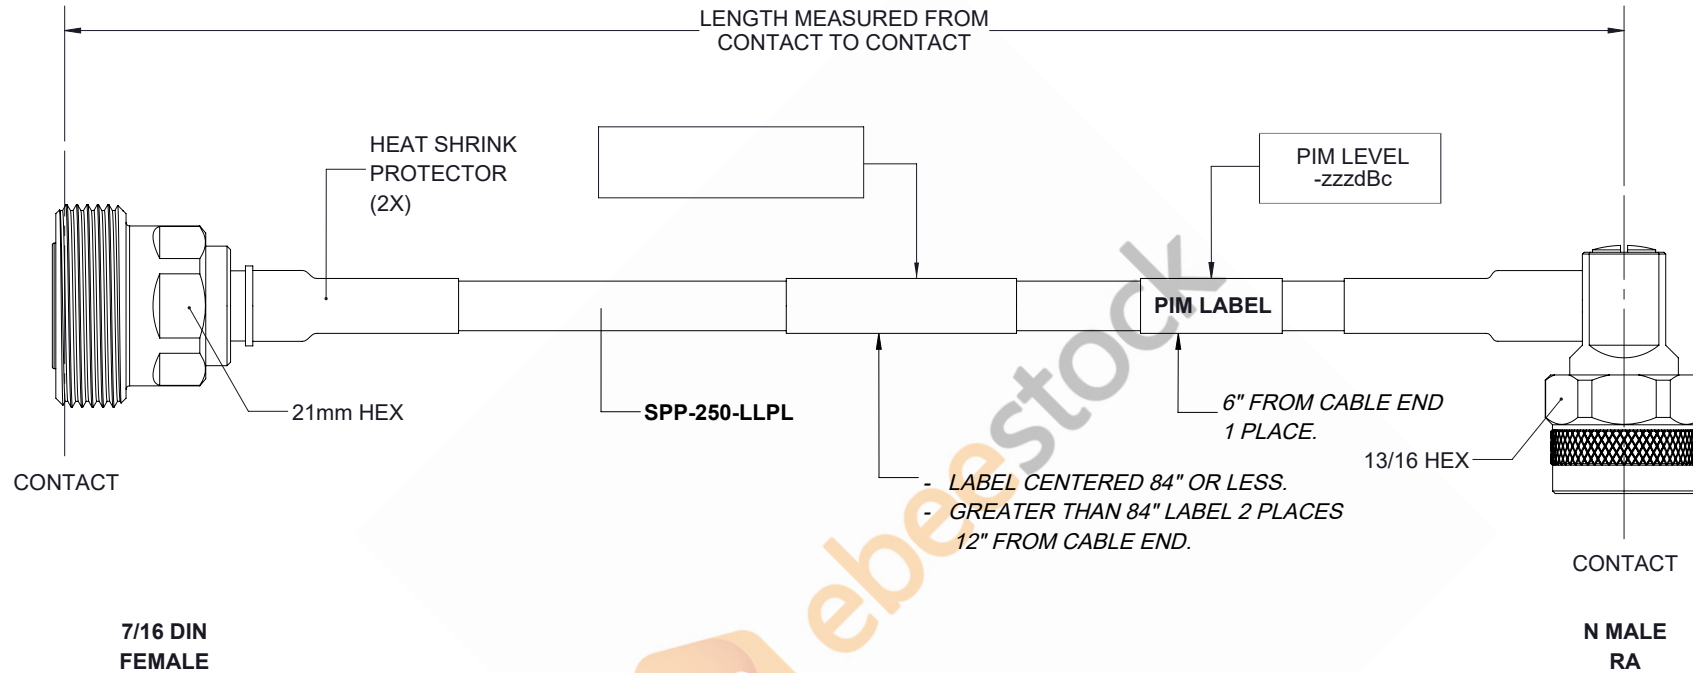 LENGTH MEASURED FROM
CONTACT TO CONTACT
HEAT SHRINK
PROTECTOR
(2X)
PIM LEVEL
-zzzdBc
PIM LABEL
21mm HEX
SPP-250-LLPL
6" FROM CABLE END
1 PLACE.
13/16 HEX
CONTACT
- LABEL CENTERED 84" OR LESS.
- GREATER THAN 84" LABEL 2 PLACES
12" FROM CABLE END.
CONTACT
7/16 DIN
FEMALE
N MALE
RA
ebeestock